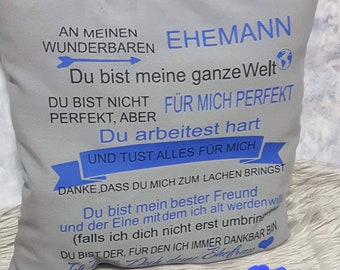 AN MEINEN
WUNDERBAREN
EHEMANN
Du bist meine ganze Welt
DU BIST NICHT
PERFEKT, ABER
FÜR MICH PERFEKT
Du arbeitest hart
UND TUST ALLES FÜR MICH
DANKE, DASS DU MICH ZUM LACHEN BRINGST
Du bist mein bester Freund
und der Eine mit dem ich alt werden will
(falls ich dich nicht erst umbringe)
DU BIST DER, FÜR DEN ICH IMMER DANKBAR BIN